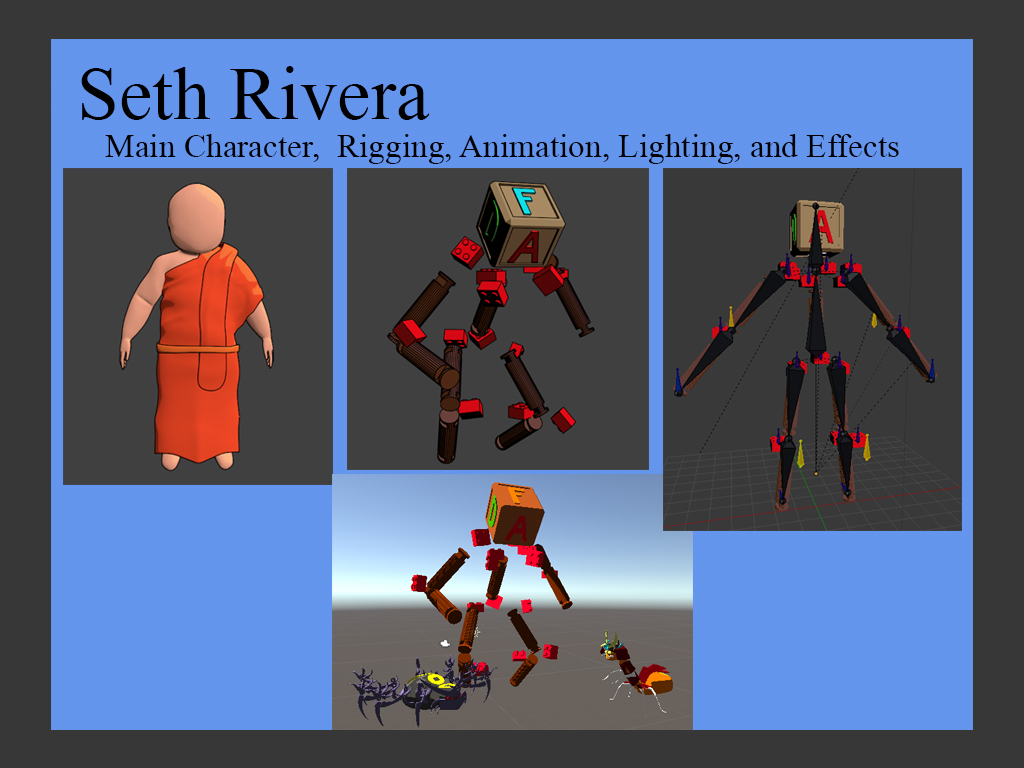 Seth Rivera
Main Character,  Rigging, Animation, Lighting, and Effects
F
A
A
F
A